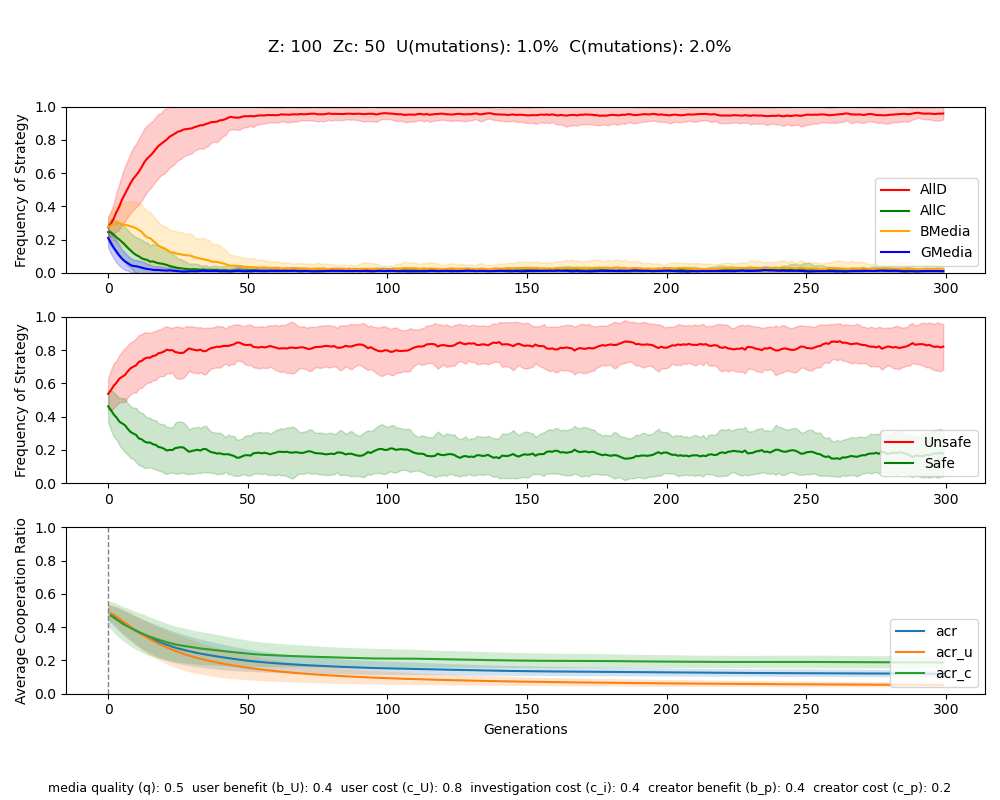 Z: 100  Zc: 50  U(mutations): 1.0%  C(mutations): 2.0%
Frequency of Strategy
1.0
0.8
0.6
0.4
0.2
0.0
AllD
AllC
BMedia
GMedia
0 50 100 150 200 250 300
Frequency of Strategy
1.0
0.8
0.6
0.4
0.2
0.0
Unsafe
Safe
0 50 100 150 200 250 300
Average Cooperation Ratio
1.0
0.8
0.6
0.4
0.2
0.0
acr
acr_u
acr_c
0 50 100 150 200 250 300
Generations
media quality (q): 0.5  user benefit (b_U): 0.4  user cost (c_U): 0.8  investigation cost (c_i): 0.4  creator benefit (b_p): 0.4  creator cost (c_p): 0.2